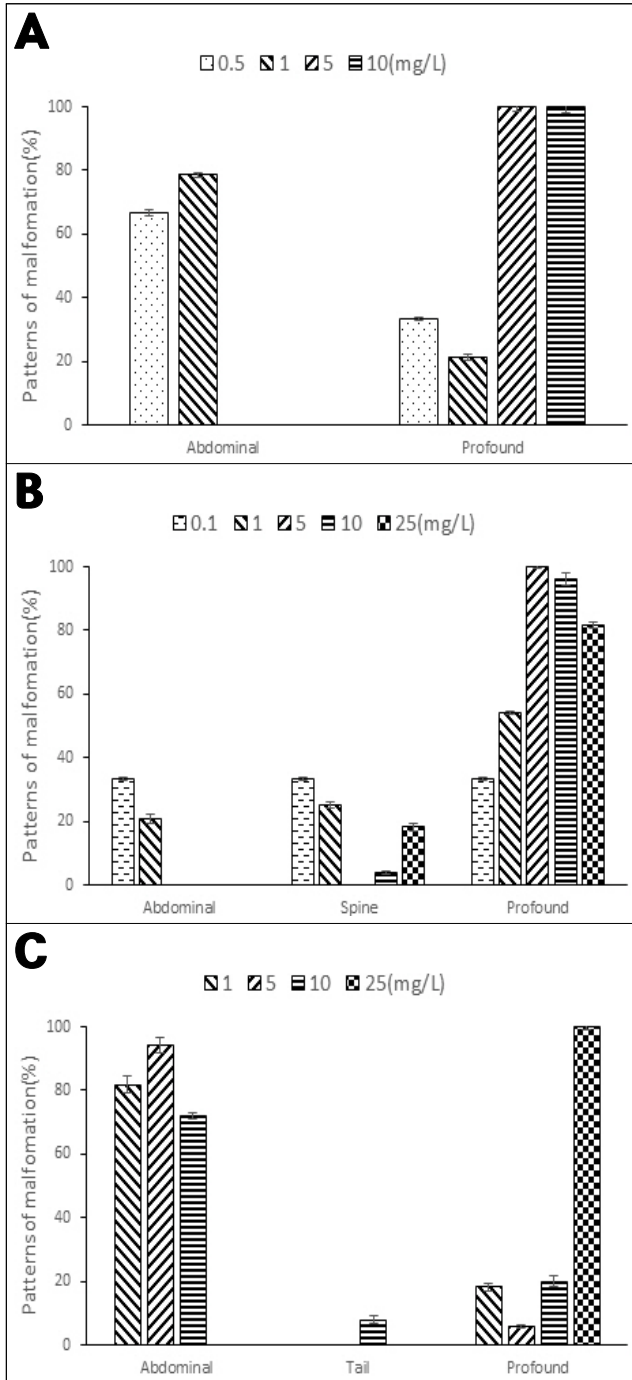 A
0.5 1 5 10(mg/L)
Patterns of malfomation(%)
100
80
60
40
20
0
Abdominal Profound
B
0.1 1 5 10 25(mg/L)
Patterns of malfomation(%)
100
80
60
40
20
0
Abdominal Spine Profound
C
1 5 10 25(mg/L)
Patterns of malfomation(%)
100
80
60
40
20
0
Abdominal Tail Profound